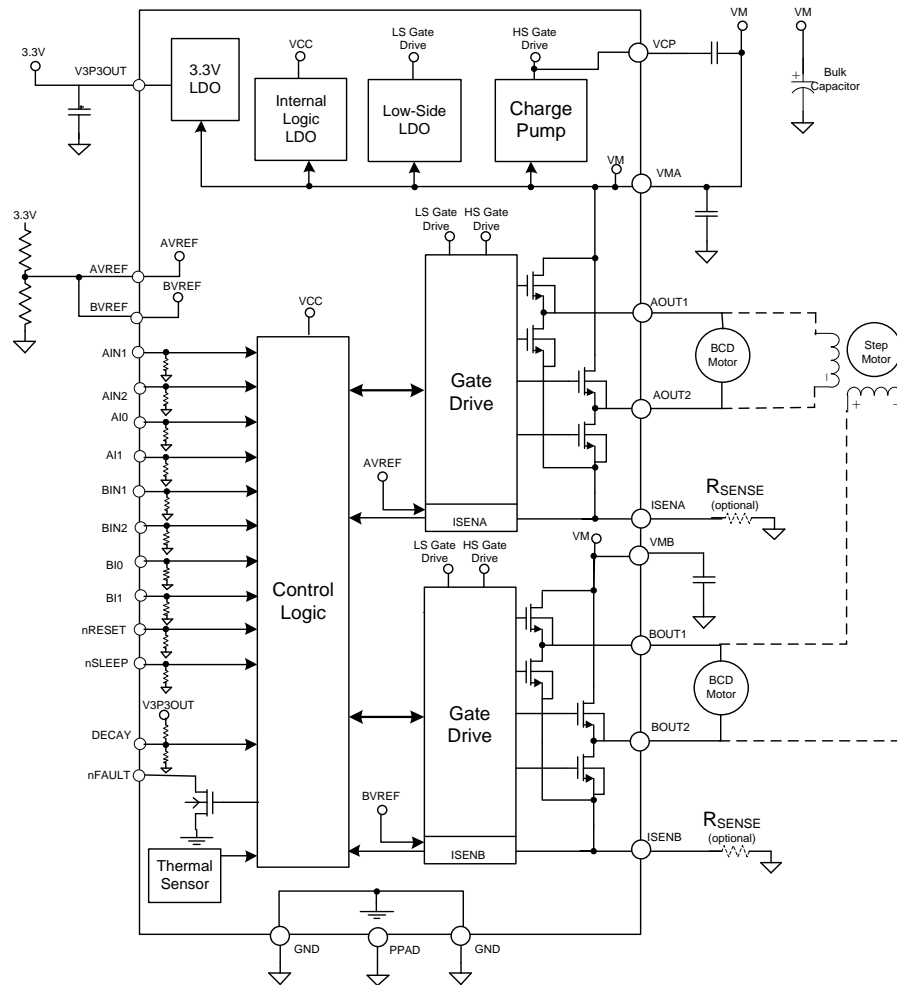 VM
VM
LS Gate
Drive
HS Gate
Drive
VCP
VCC
3.3V
V3P3OUT
3.3V
LDO
Internal
Logic
LDO
Low-Side
LDO
Charge
Pump
+
Bulk
Capacitor
+
VM
VMA
LS Gate
Drive
HS Gate
Drive
3.3V
AVREF
AVREF
BVREF
BVREF
VCC
AOUT1
AIN1
BCD
Motor
Step
Motor
AIN2
Gate
Drive
AOUT2
–
+
–
AI0
AI1
AVREF
BIN1
ISENA
ISENA
RSENSE
(optional)
BIN2
LS Gate
Drive
HS Gate
Drive
VM
VMB
BI0
Control
Logic
BI1
BOUT1
nRESET
nSLEEP
BCD
Motor
V3P3OUT
Gate
Drive
BOUT2
DECAY
nFAULT
BVREF
ISENB
ISENB
RSENSE
(optional)
Thermal
Sensor
GND
PPAD
GND